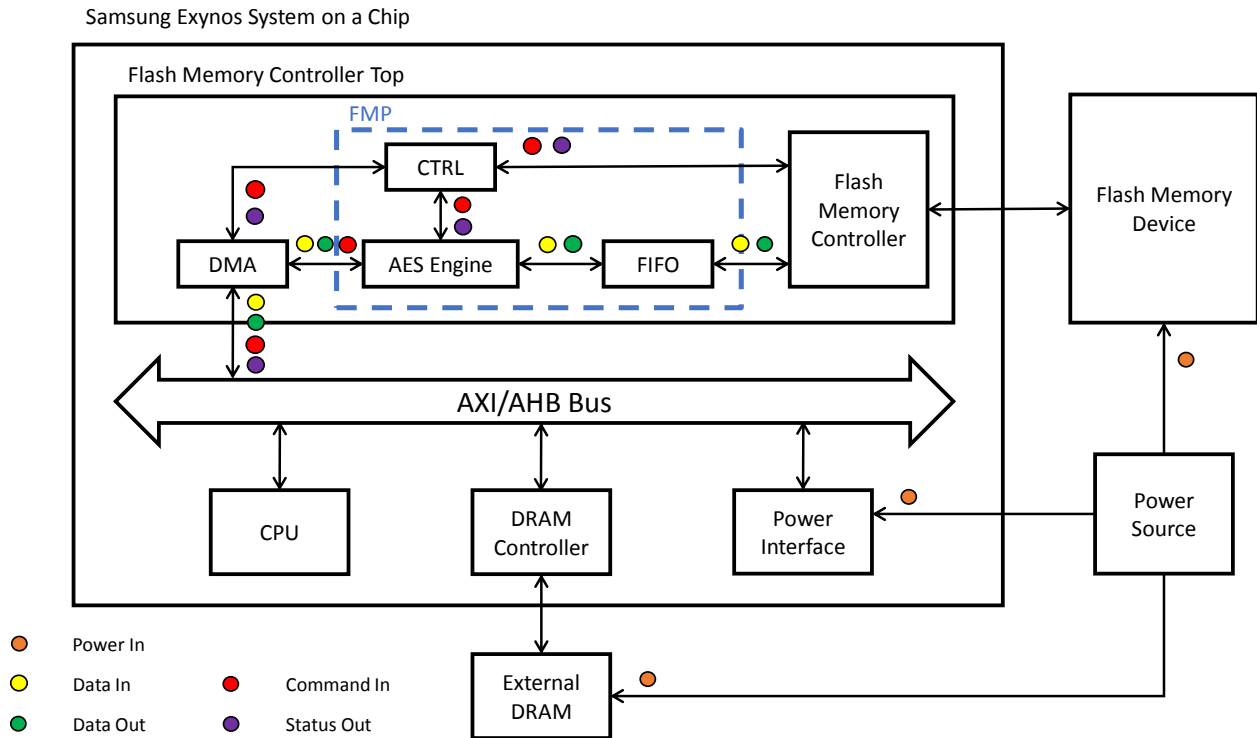 Samsung Exynos System on a Chip
Flash Memory Controller Top
FMP
CTRL
Flash
Memory
Controller
Flash Memory
Device
DMA
AES Engine
FIFO
AXI/AHB Bus
CPU
DRAM
Controller
Power
Interface
Power
Source
Power In
Data In
Command In
Data Out
Status Out
External
DRAM